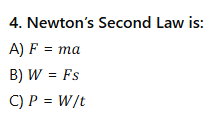 4. Newton's Second Law is:
A) F = ma
B) W = Fs
C) P = W/t